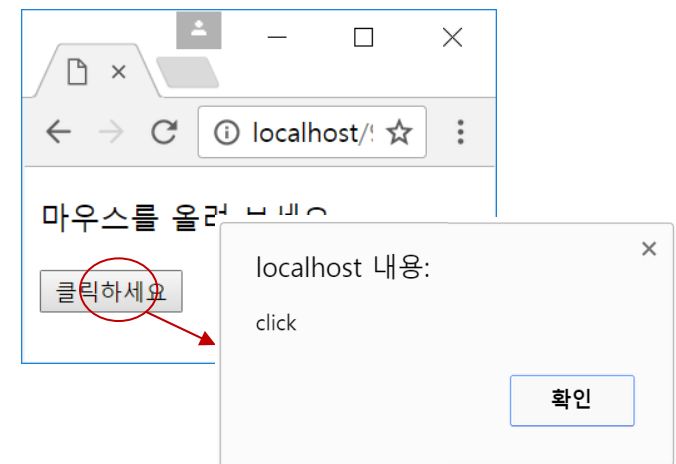 localhost/
마우스를 올려 보세요
클릭하세요
localhost 내용:
click
확인